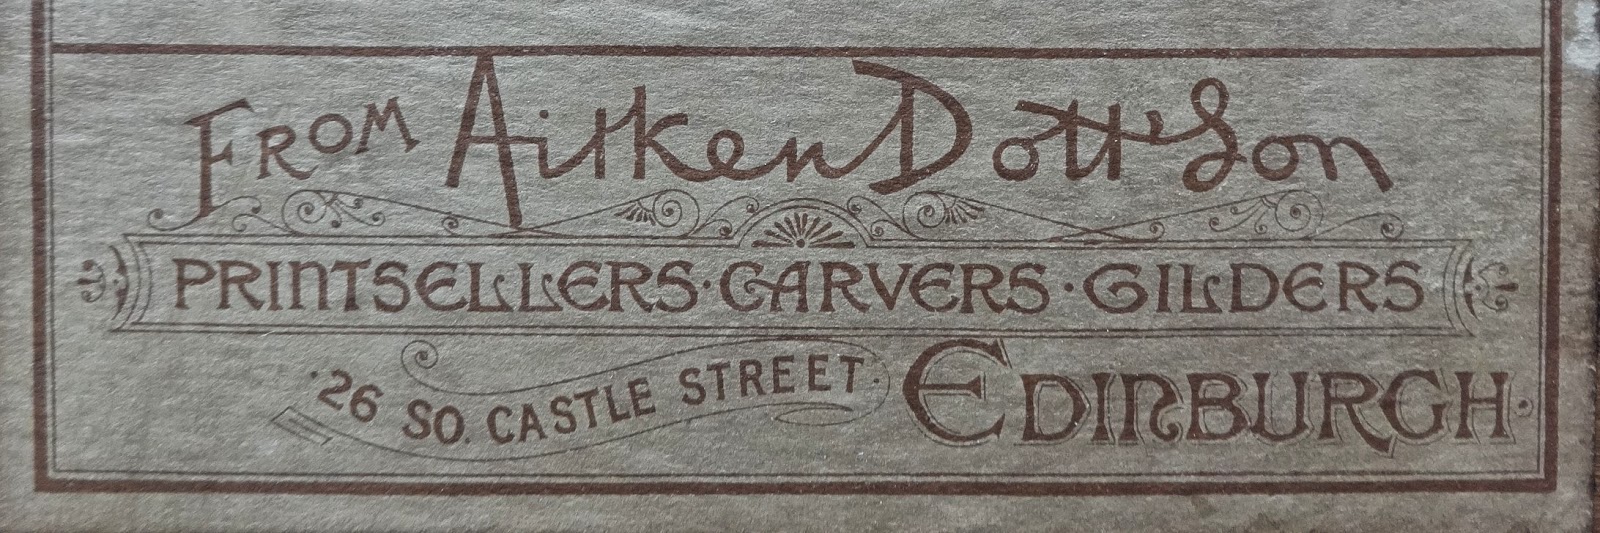 FROM Aitken Dott & Son
PRINTSELLERS · CARVERS · GILDERS
·26 SO. CASTLE STREET· EDINBURGH·